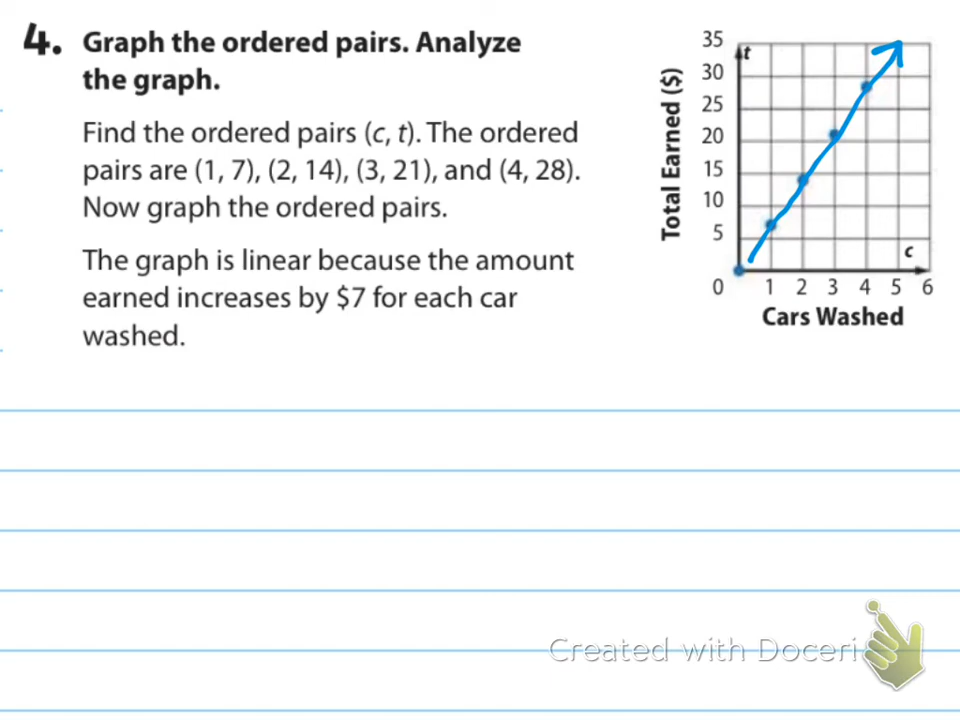 4. Graph the ordered pairs. Analyze
the graph.
Find the ordered pairs (c, t). The ordered
pairs are (1, 7), (2, 14), (3, 21), and (4, 28).
Now graph the ordered pairs.
The graph is linear because the amount
earned increases by $7 for each car
washed.
Total Earned ($)
35
30
25
20
15
10
5
0 1 2 3 4 5 6
t
c
Cars Washed
Created with Doceri